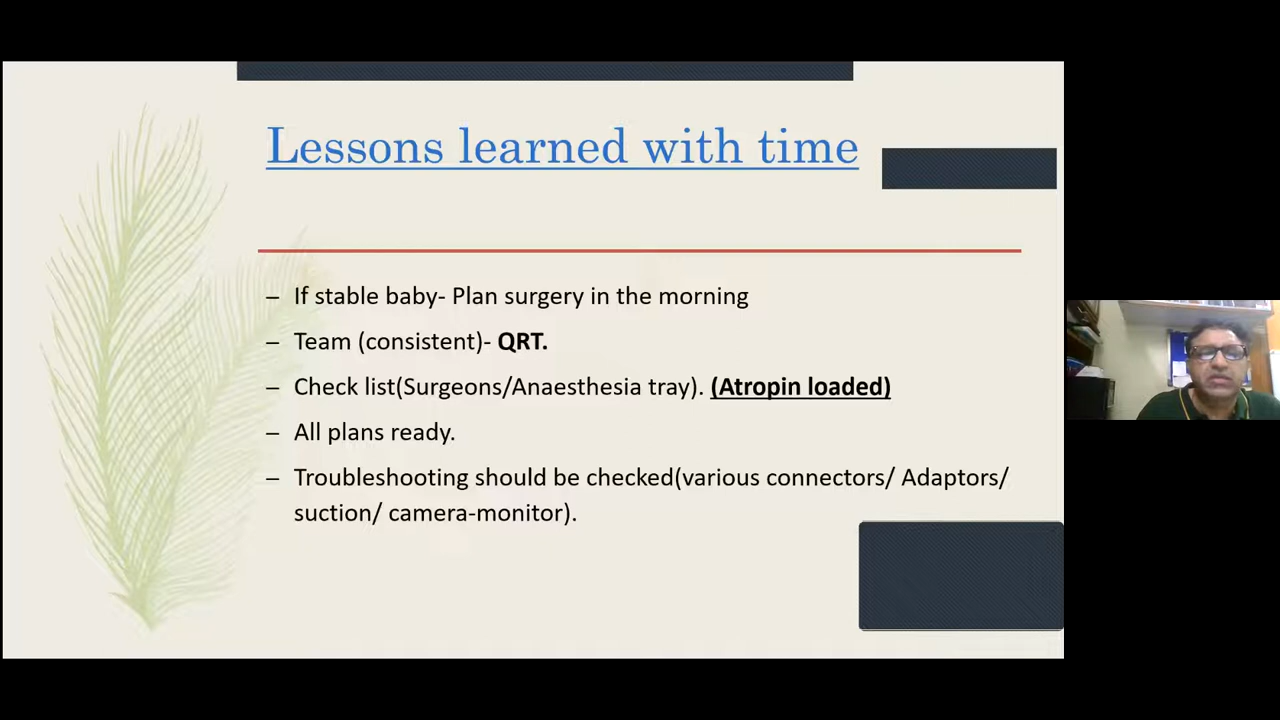 Lessons learned with time
– If stable baby- Plan surgery in the morning
– Team (consistent)- QRT.
– Check list(Surgeons/Anaesthesia tray). (Atropin loaded)
– All plans ready.
– Troubleshooting should be checked(various connectors/ Adaptors/
suction/ camera-monitor).